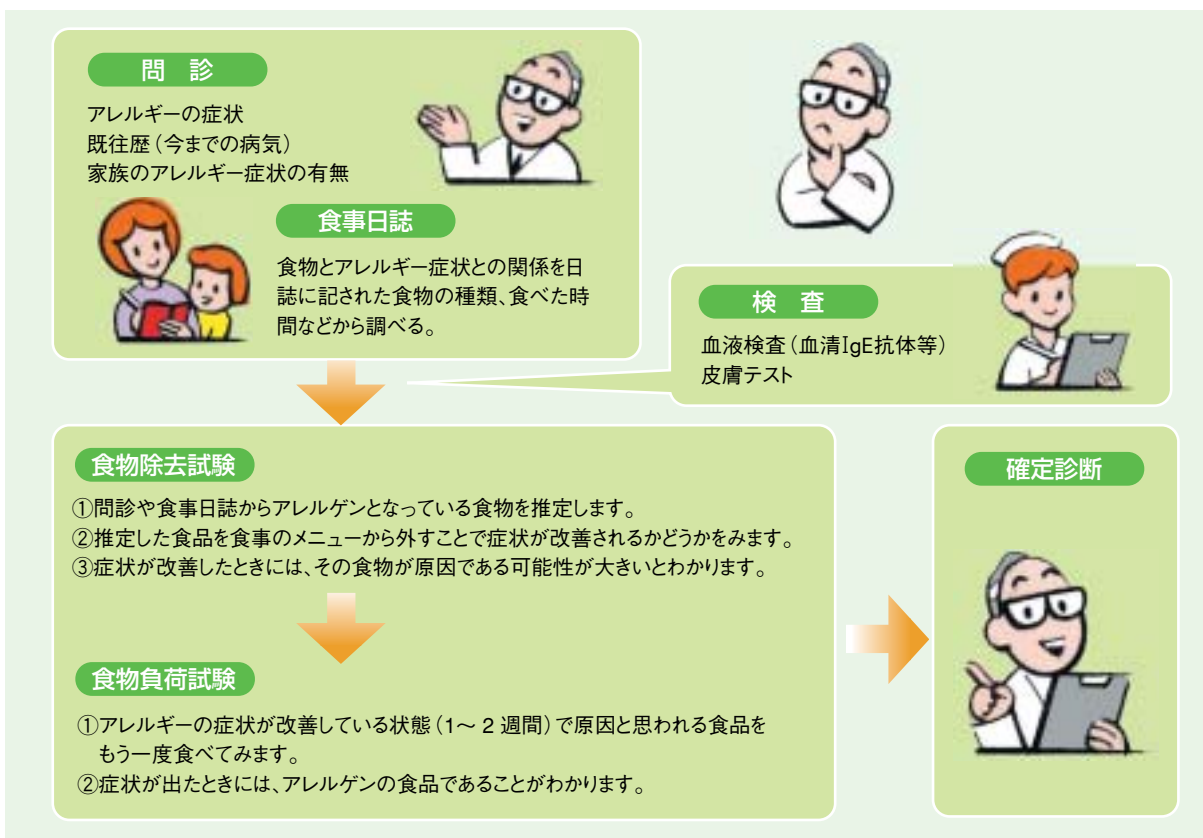 問 診
アレルギーの症状
既往歴（今までの病気）
家族のアレルギー症状の有無
食事日誌
食物とアレルギー症状との関係を日
誌に記された食物の種類、食べた時
間などから調べる。
検 査
血液検査（血清IgE抗体等）
皮膚テスト
食物除去試験
①問診や食事日誌からアレルゲンとなっている食物を推定します。
②推定した食品を食事のメニューから外すことで症状が改善されるかどうかをみます。
③症状が改善したときには、その食物が原因である可能性が大きいとわかります。
食物負荷試験
①アレルギーの症状が改善している状態（1～2週間）で原因と思われる食品を
もう一度食べてみます。
②症状が出たときには、アレルゲンの食品であることがわかります。
確定診断